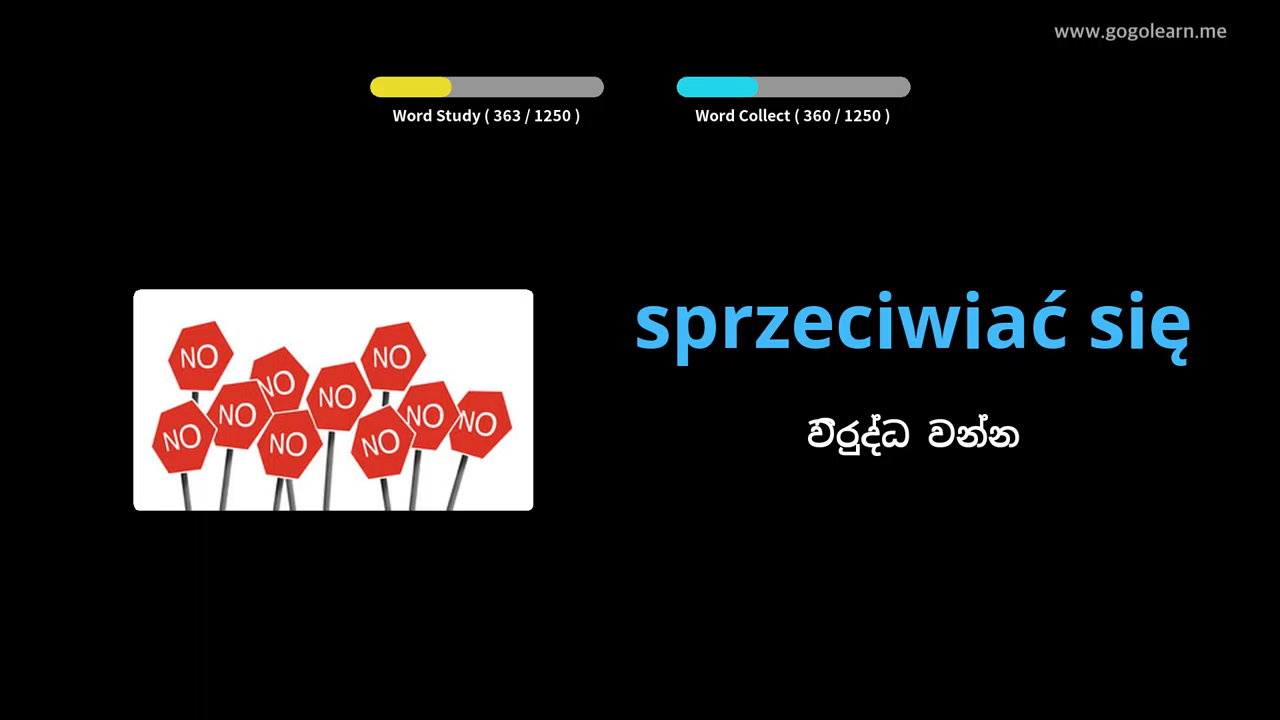 www.gogolearn.me
Word Study ( 363 / 1250 )
Word Collect ( 360 / 1250 )
sprzeciwiać się
විරුද්ධ වන්න
NO
NO
NO
NO
NO
NO
NO
NO
NO
NO